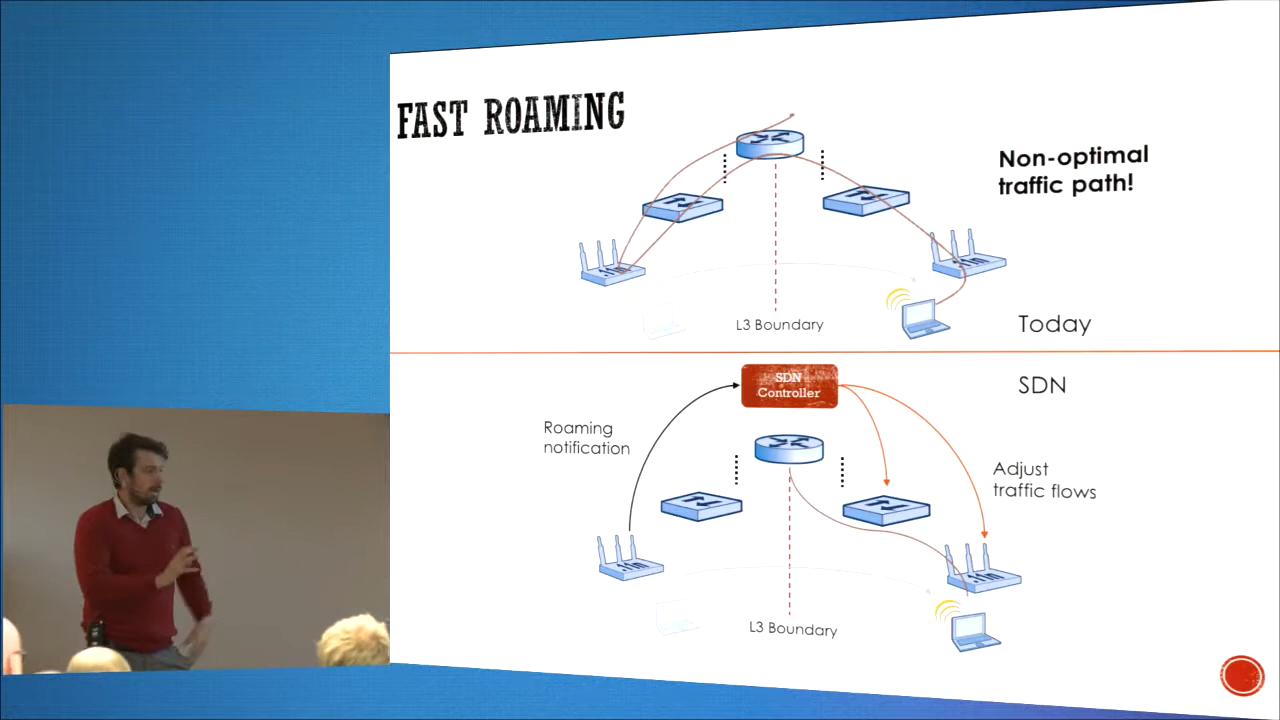 FAST ROAMING
Non-optimal
traffic path!
L3 Boundary
Today
SDN
Controller
SDN
Roaming
notification
Adjust
traffic flows
L3 Boundary